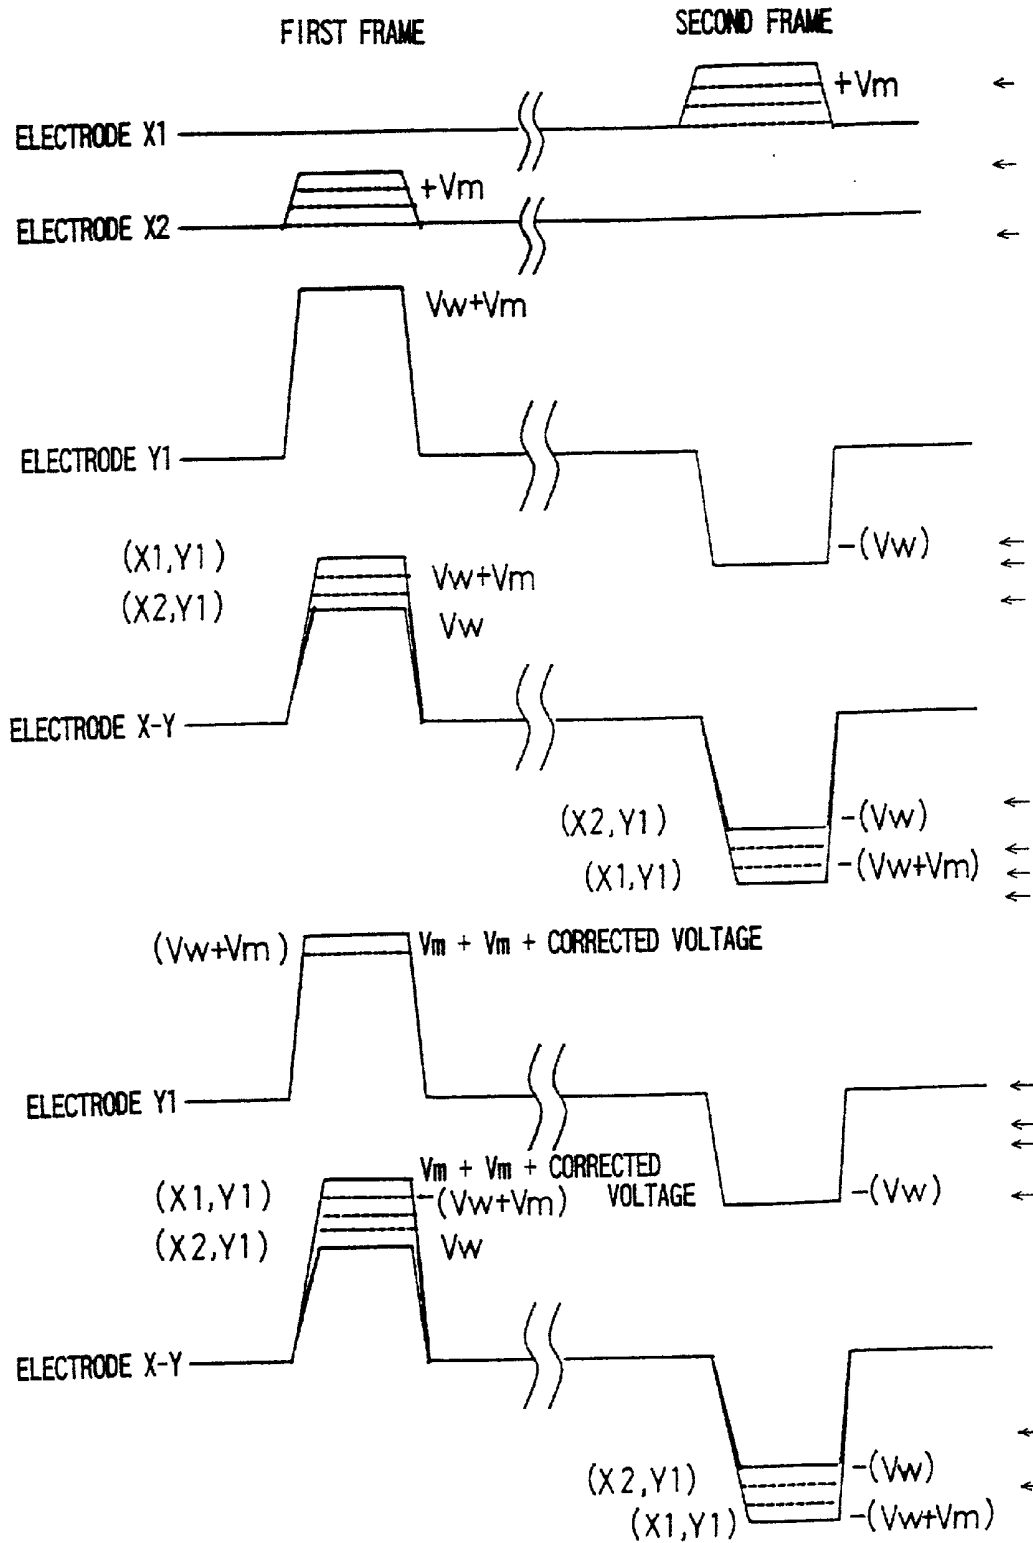 FIRST FRAME
SECOND FRAME
+Vm
ELECTRODE X1
+Vm
ELECTRODE X2
Vw+Vm
ELECTRODE Y1
-(Vw)
(X1,Y1)
Vw+Vm
(X2,Y1)
Vw
ELECTRODE X-Y
(X2,Y1)
-(Vw)
(X1,Y1)
-(Vw+Vm)
(Vw+Vm)
Vm + Vm + CORRECTED VOLTAGE
ELECTRODE Y1
Vm + Vm + CORRECTED
VOLTAGE
-(Vw)
(X1,Y1)
-(Vw+Vm)
(X2,Y1)
Vw
ELECTRODE X-Y
(X2,Y1)
-(Vw)
(X1,Y1)
-(Vw+Vm)